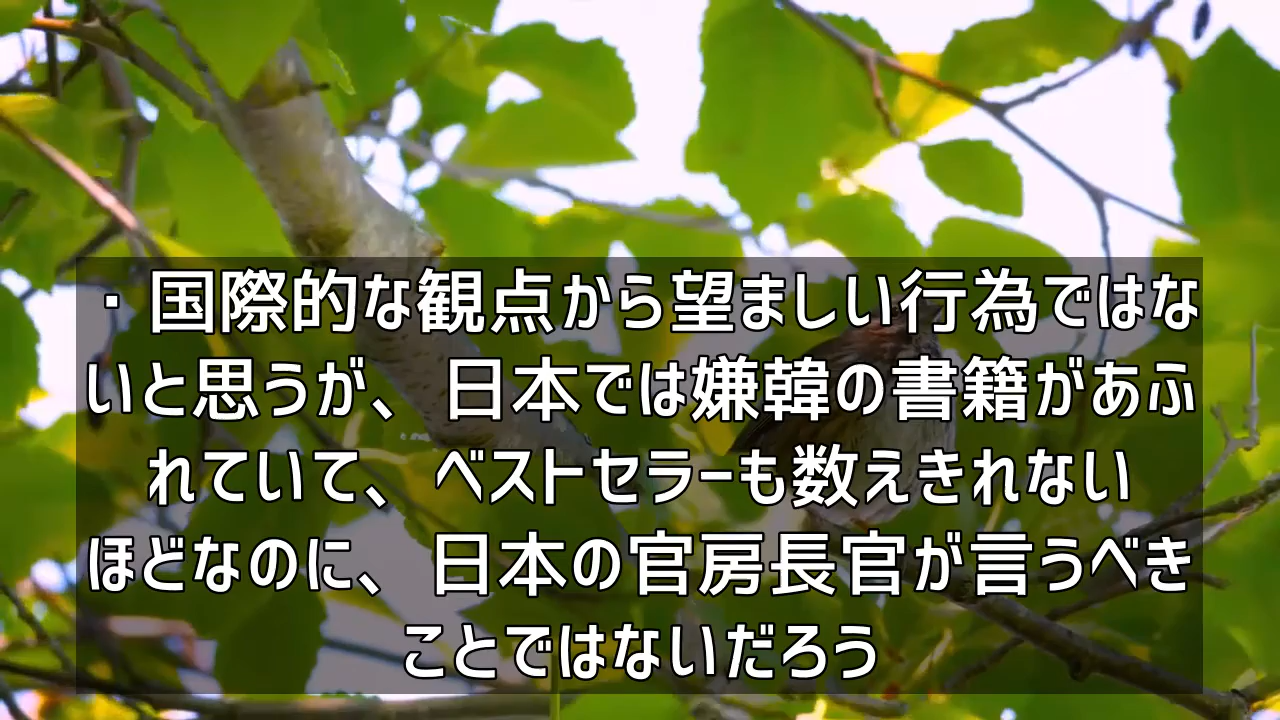 ・国際的な観点から望ましい行為ではな
いと思うが、日本では嫌韓の書籍があふ
れていて、ベストセラーも数えきれない
ほどなのに、日本の官房長官が言うべき
ことではないだろう